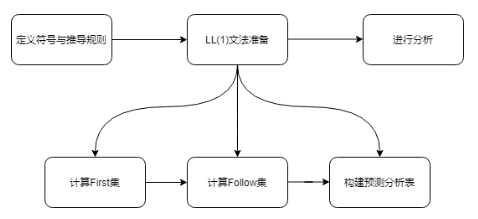 定义符号与推导规则
LL(1)文法准备
进行分析
计算First集
计算Follow集
构建预测分析表